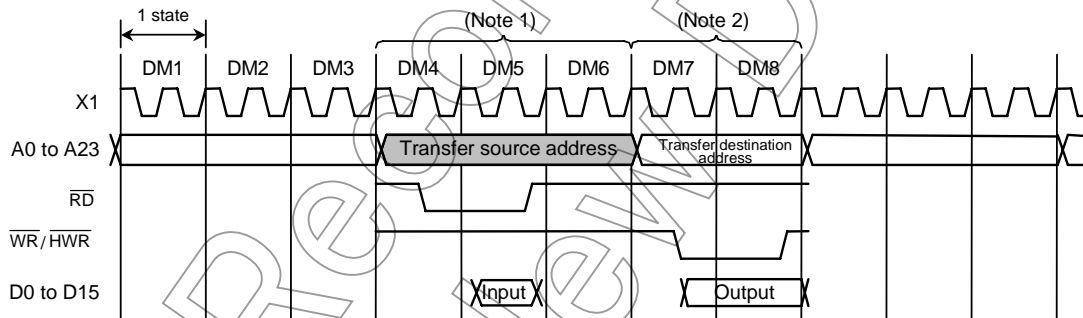 1 state
(Note 1)
(Note 2)
DM1 DM2 DM3 DM4 DM5 DM6 DM7 DM8
X1
A0 to A23
Transfer source address
Transfer destination
address
RD
WR/HWR
D0 to D15
Input
Output